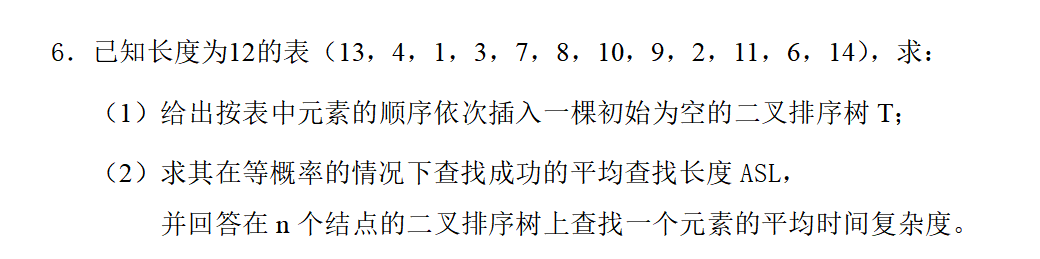 6．已知长度为12的表（13，4，1，3，7，8，10，9，2，11，6，14），求：
（1）给出按表中元素的顺序依次插入一棵初始为空的二叉排序树 T；
（2）求其在等概率的情况下查找成功的平均查找长度 ASL，
并回答在 n 个结点的二叉排序树上查找一个元素的平均时间复杂度。